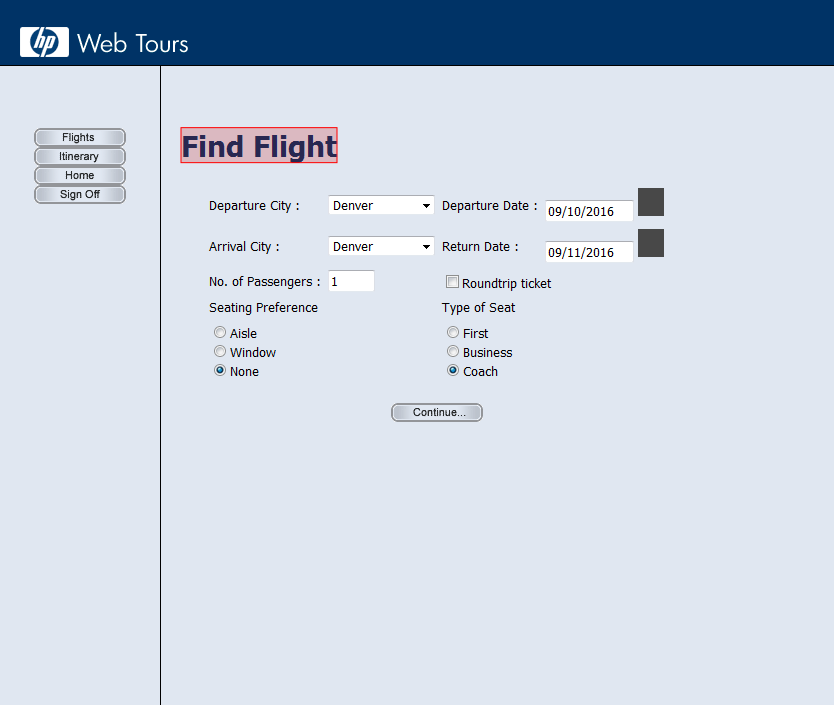 hp Web Tours
Flights
Itinerary
Home
Sign Off
Find Flight
Departure City : Denver Departure Date : 09/10/2016
Arrival City : Denver Return Date : 09/11/2016
No. of Passengers : 1 Roundtrip ticket
Seating Preference Type of Seat
Aisle First
Window Business
None Coach
Continue...